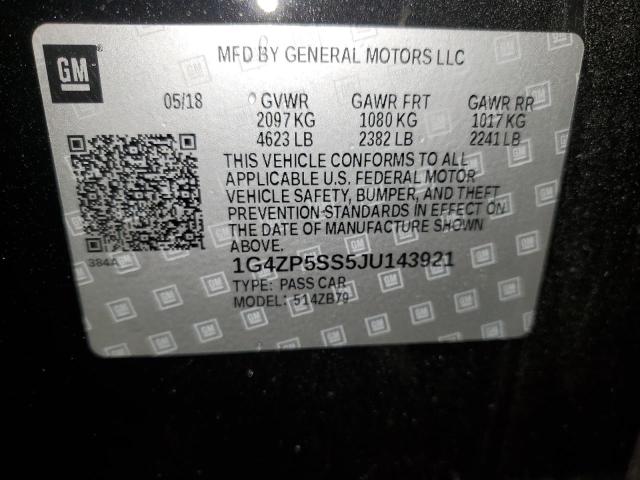 GM
MFD BY GENERAL MOTORS LLC
05/18 GVWR GAWR FRT GAWR RR
2097 KG 1080 KG 1017 KG
4623 LB 2382 LB 2241 LB
THIS VEHICLE CONFORMS TO ALL
APPLICABLE U.S. FEDERAL MOTOR
VEHICLE SAFETY, BUMPER, AND THEFT
PREVENTION STANDARDS IN EFFECT ON
THE DATE OF MANUFACTURE SHOWN
ABOVE.
384A
1G4ZP5SS5JU143921
TYPE: PASS CAR
MODEL: 514ZB79